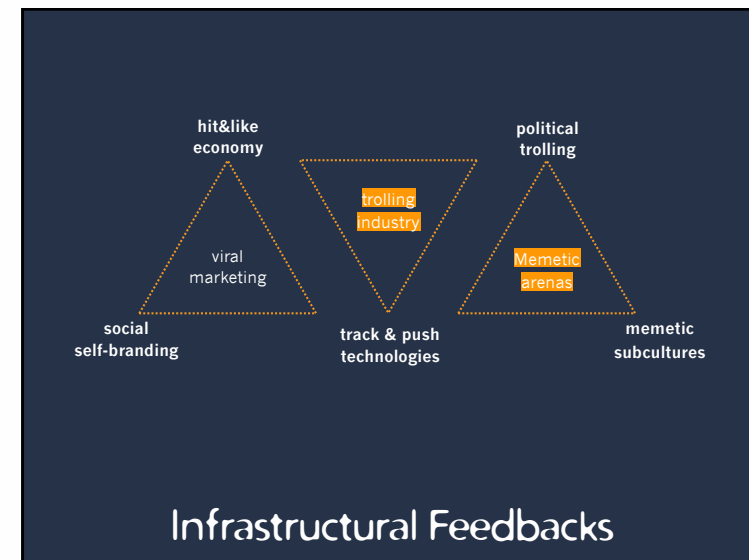 hit&like
economy
political
trolling
trolling
industry
viral
marketing
Memetic
arenas
social
self-branding
track & push
technologies
memetic
subcultures
Infrastructural Feedbacks